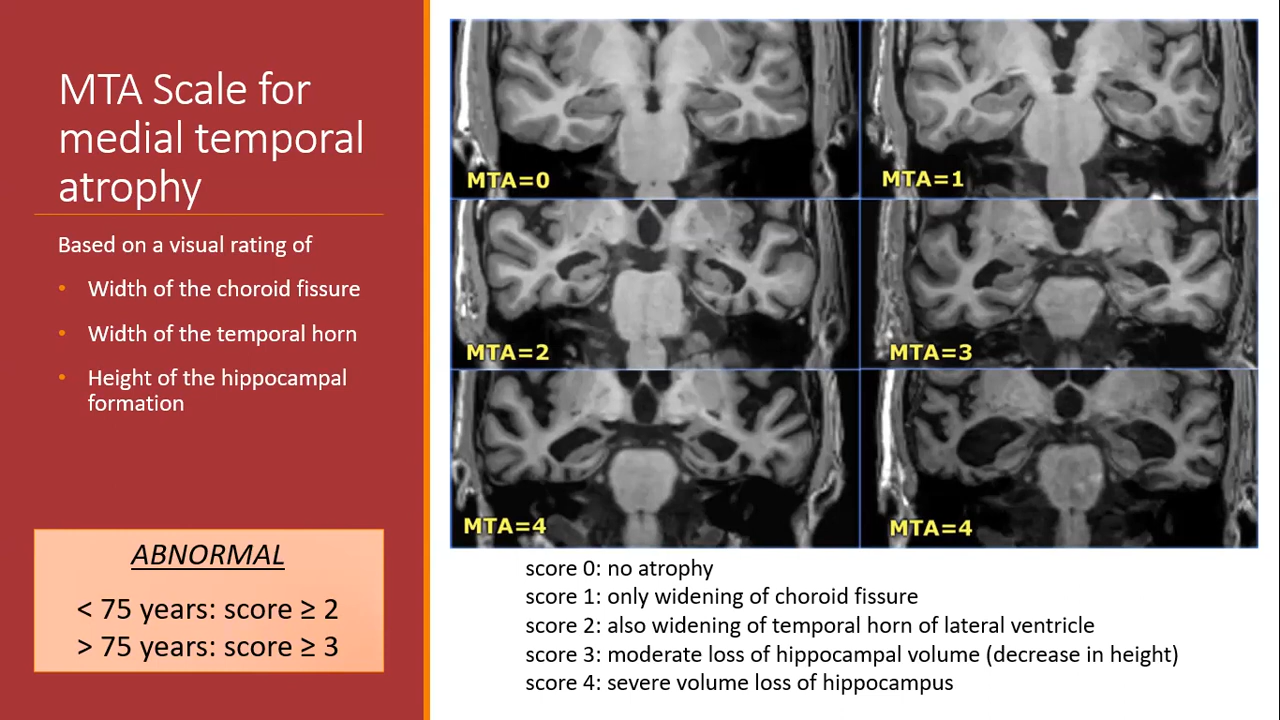 MTA Scale for
medial temporal
atrophy
Based on a visual rating of
• Width of the choroid fissure
• Width of the temporal horn
• Height of the hippocampal
formation
ABNORMAL
< 75 years: score ≥ 2
> 75 years: score ≥ 3
MTA=0
MTA=1
MTA=2
MTA=3
MTA=4
MTA=4
score 0: no atrophy
score 1: only widening of choroid fissure
score 2: also widening of temporal horn of lateral ventricle
score 3: moderate loss of hippocampal volume (decrease in height)
score 4: severe volume loss of hippocampus